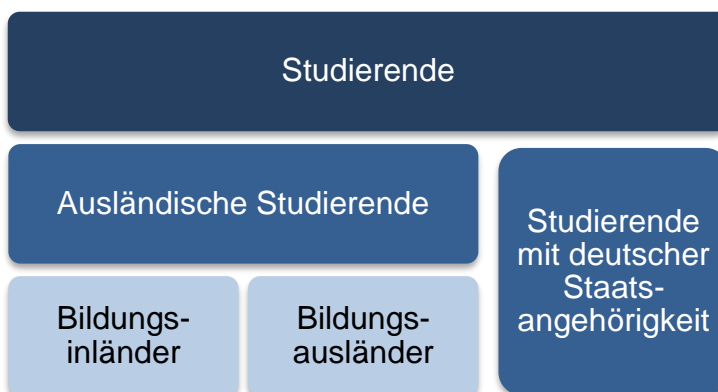 Studierende
Ausländische Studierende
Studierende
mit deutscher
Staats-
angehörigkeit
Bildungs-
inländer
Bildungs-
ausländer